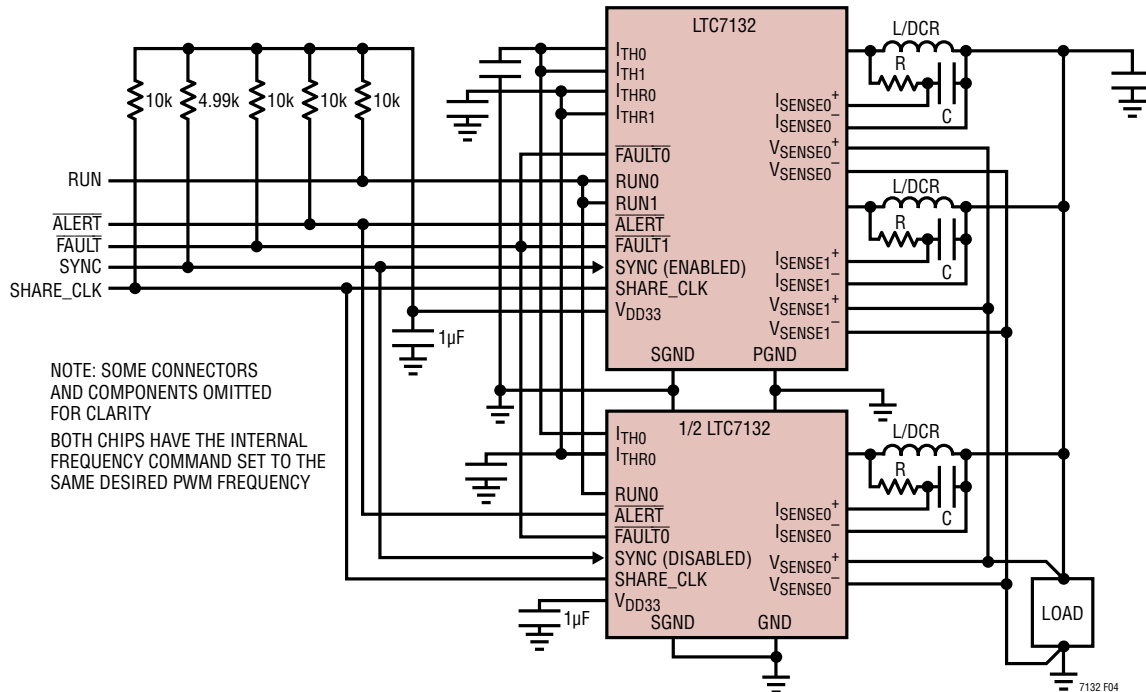 LTC7132
L/DCR
R
C
10k
4.99k
10k
10k
10k
ITH0
ITH1
ITHR0
ITHR1
FAULT0
RUN0
RUN1
ALERT
FAULT1
SYNC (ENABLED)
SHARE_CLK
VDD33
SGND
PGND
ISENSE0+
ISENSE0–
VSENSE0+
VSENSE0–
L/DCR
R
C
ISENSE1+
ISENSE1–
VSENSE1+
VSENSE1–
RUN
ALERT
FAULT
SYNC
SHARE_CLK
1µF
NOTE: SOME CONNECTORS
AND COMPONENTS OMITTED
FOR CLARITY
BOTH CHIPS HAVE THE INTERNAL
FREQUENCY COMMAND SET TO THE
SAME DESIRED PWM FREQUENCY
1/2 LTC7132
ITH0
ITHR0
RUN0
ALERT
FAULT0
SYNC (DISABLED)
SHARE_CLK
VDD33
1µF
SGND
GND
L/DCR
R
C
ISENSE0+
ISENSE0–
VSENSE0+
VSENSE0–
LOAD
7132 F04